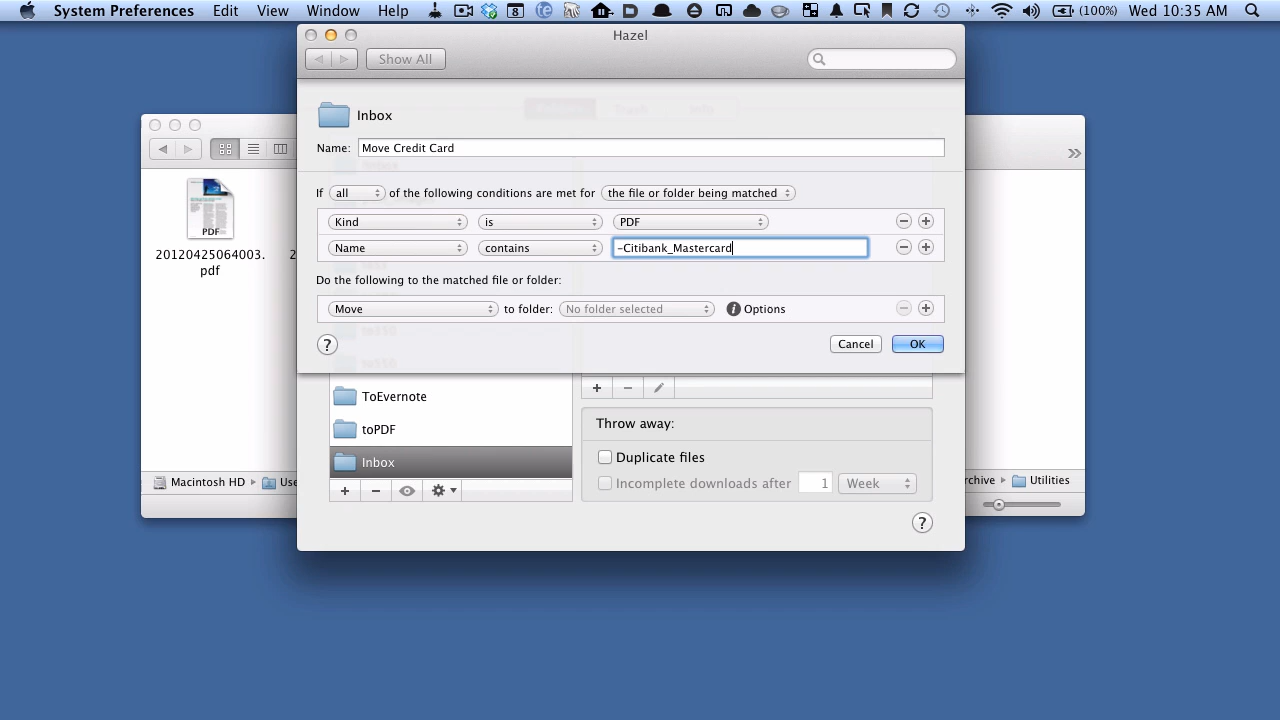 System Preferences Edit View Window Help (100%) Wed 10:35 AM
Hazel
Show All
Inbox
Name: Move Credit Card
If all of the following conditions are met for the file or folder being matched
Kind is PDF
Name contains -Citibank_Mastercard
Do the following to the matched file or folder:
Move to folder: No folder selected Options
? Cancel OK
PDF
20120425064003.
pdf
ToEvernote
toPDF
Inbox
Throw away:
Duplicate files
Incomplete downloads after 1 Week
?
Macintosh HD
Utilities